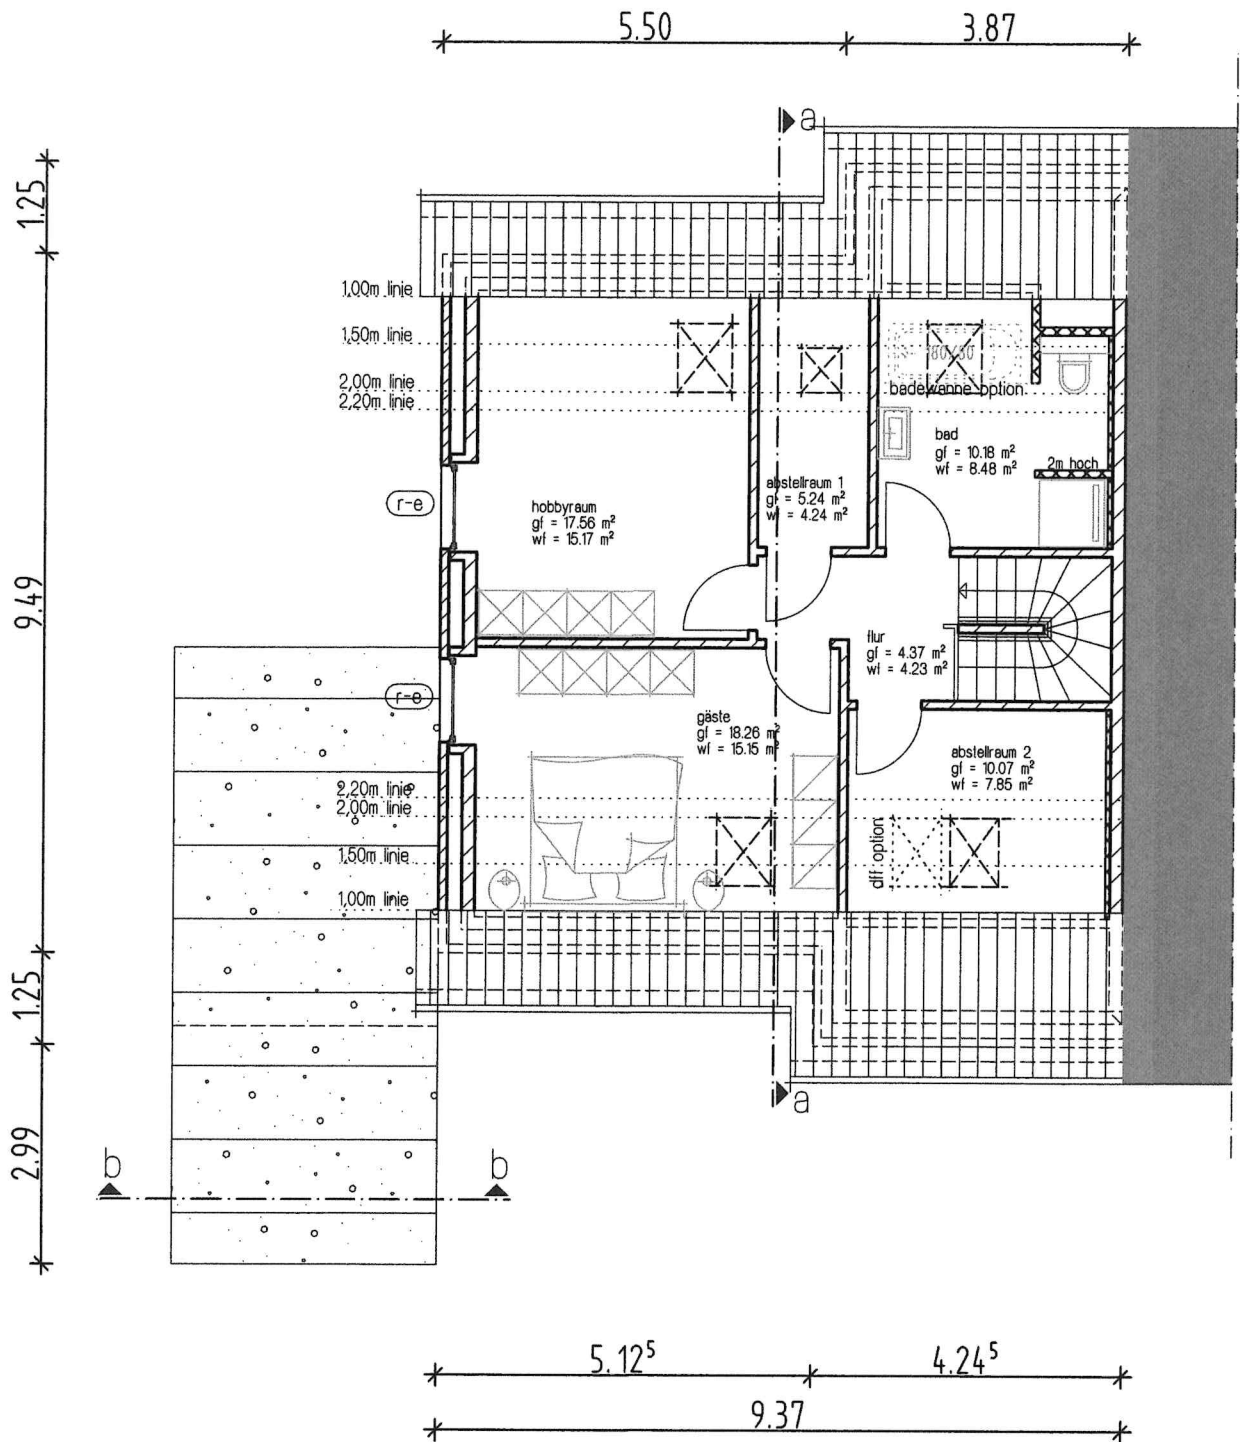 5.50
3.87
a
1.25
1,00m linie
1,50m linie
2,00m linie
2,20m linie
80/80
badewanne option
bad
gf = 10.18 m²
wf = 8.48 m²
2m hoch
abstellraum 1
gf = 5.24 m²
wf = 4.24 m²
r-e
hobbyraum
gf = 17.56 m²
wf = 15.17 m²
9.49
flur
gf = 4.37 m²
wf = 4.23 m²
r-e
gäste
gf = 18.26 m²
wf = 15.15 m²
abstellraum 2
gf = 10.07 m²
wf = 7.85 m²
2,20m linie
2,00m linie
dff option
1,50m linie
1,00m linie
1.25
a
2.99
b
b
5.12⁵
4.24⁵
9.37